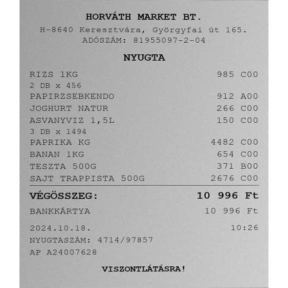 HORVÁTH MARKET BT.
H-8640 Keresztvára, Györgyfai út 165.
ADÓSZÁM: 81955097-2-04
NYUGTA
RIZS 1KG 985 C00
2 DB x 456
PAPIRZSEBKENDO 912 A00
JOGHURT NATUR 266 C00
ASVANYVIZ 1,5L 150 C00
3 DB x 1494
PAPRIKA KG 4482 C00
BANAN 1KG 654 C00
TESZTA 500G 371 B00
SAJT TRAPPISTA 500G 2676 C00
VÉGÖSSZEG: 10 996 Ft
BANKKÁRTYA 10 996 Ft
2024.10.18. 10:26
NYUGTASZÁM: 4714/97857
AP A24007628
VISZONTLÁTÁSRA!